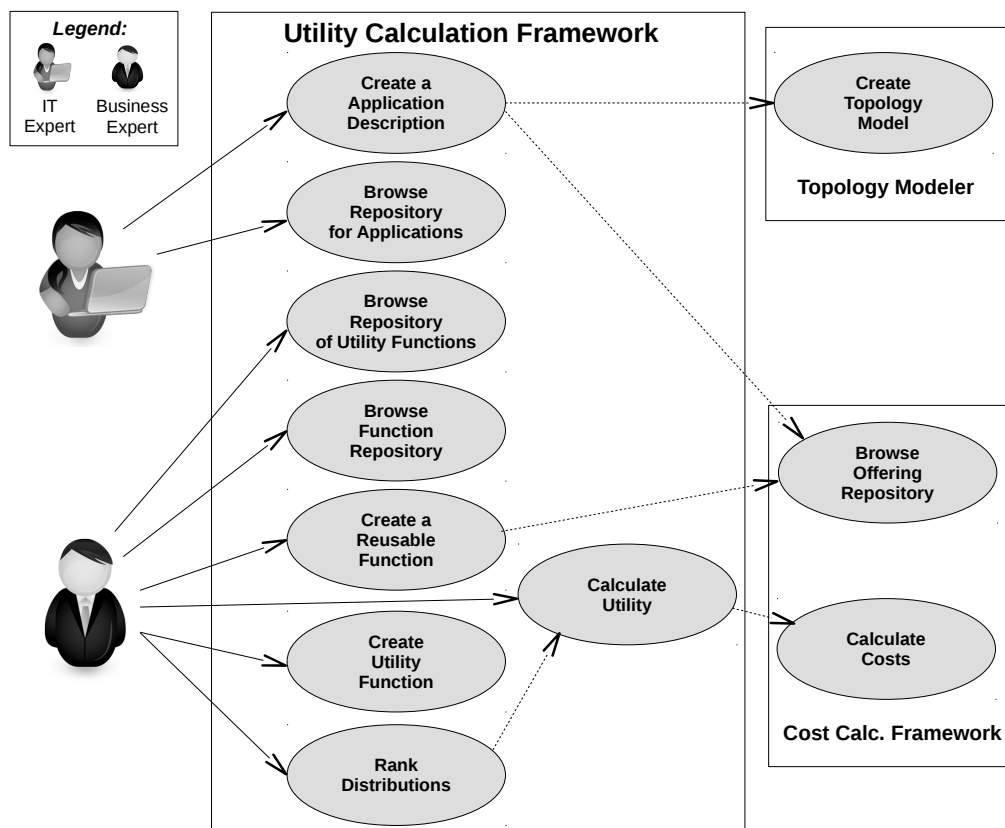 Legend:
IT
Expert
Business
Expert
Utility Calculation Framework
Create a
Application
Description
Browse
Repository
for Applications
Browse
Repository
of Utility Functions
Browse
Function
Repository
Create a
Reusable
Function
Calculate
Utility
Create
Utility
Function
Rank
Distributions
Create
Topology
Model
Topology Modeler
Browse
Offering
Repository
Calculate
Costs
Cost Calc. Framework